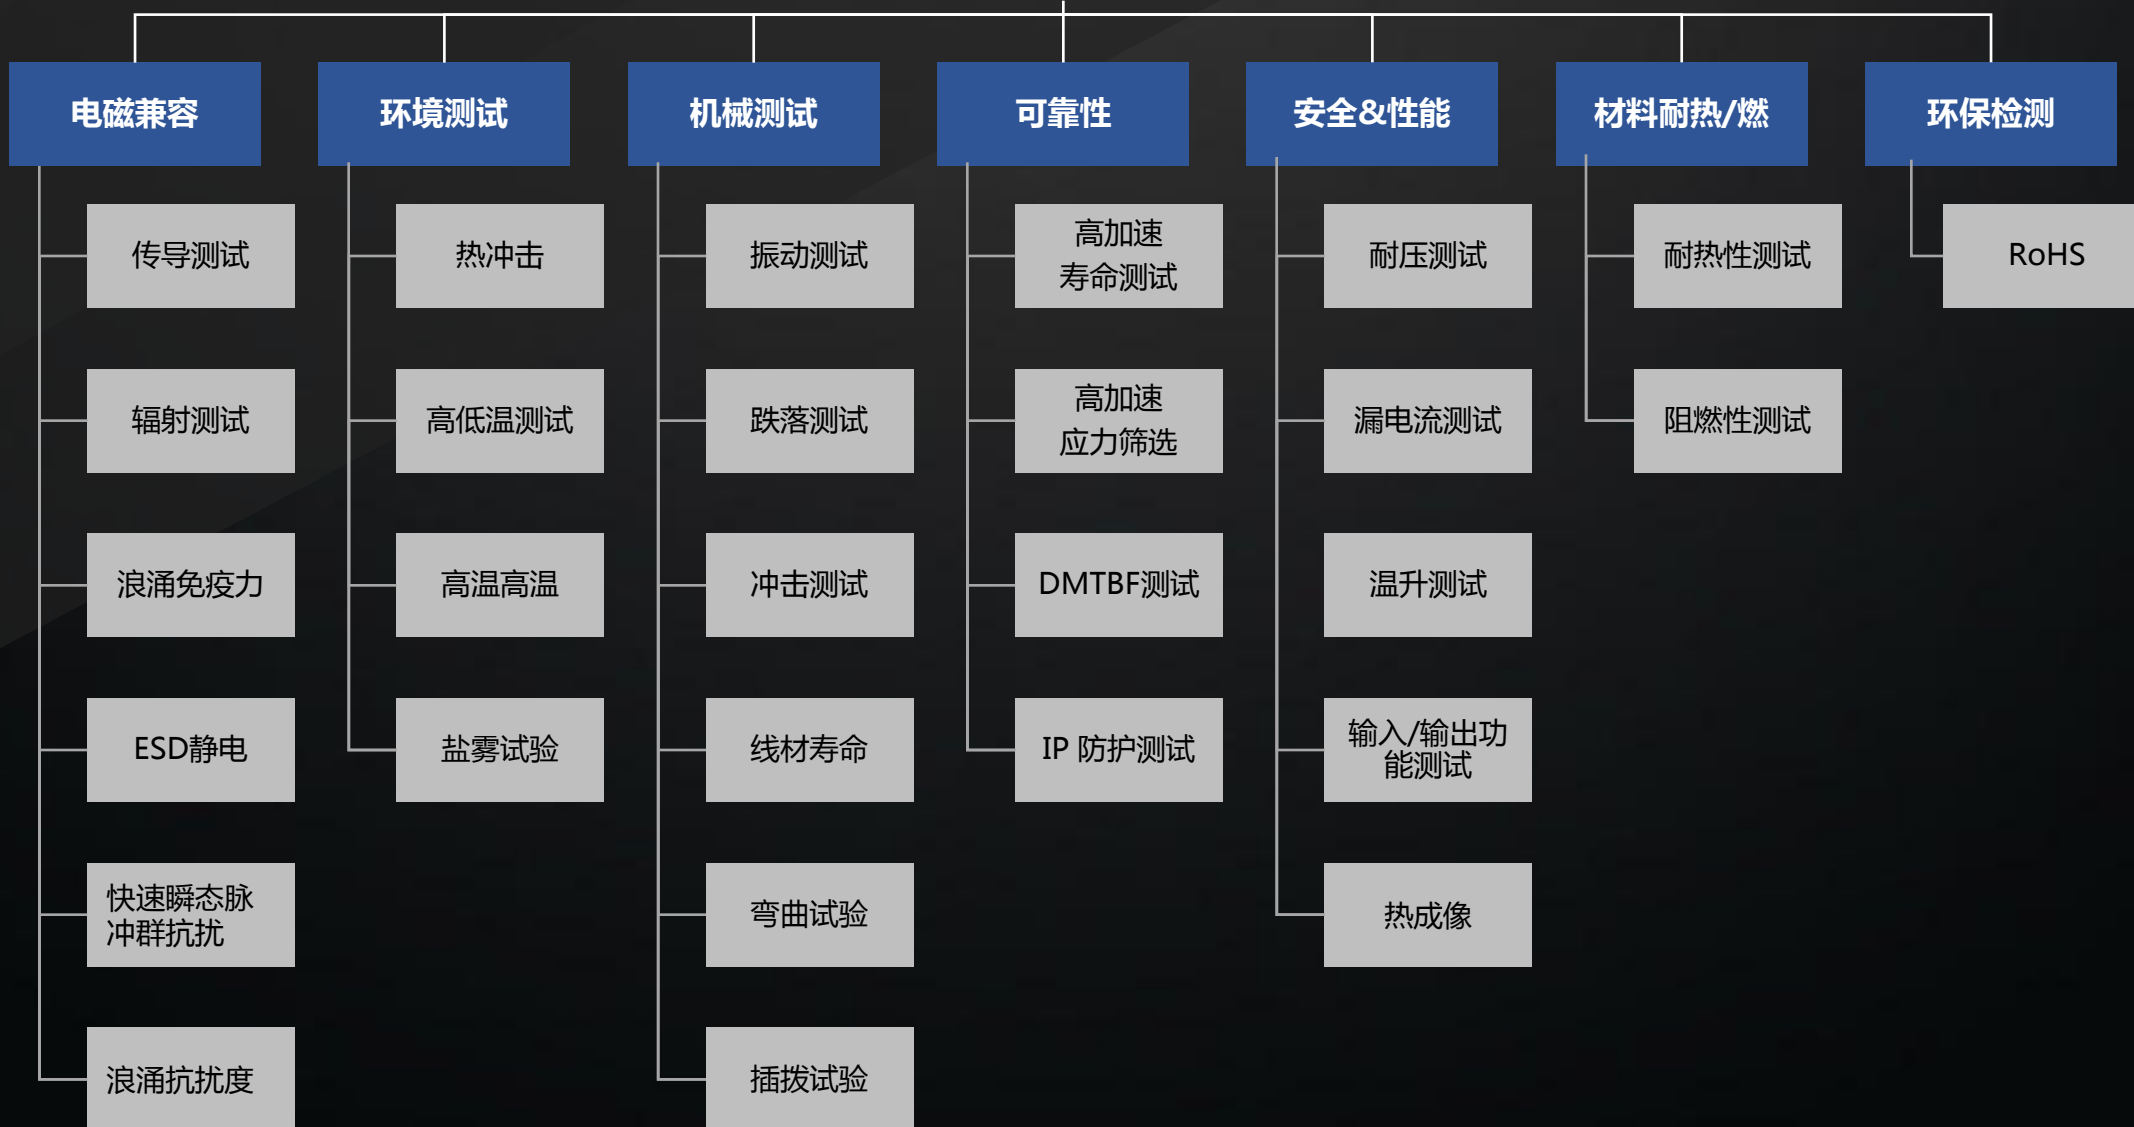 电磁兼容
传导测试
辐射测试
浪涌免疫力
ESD静电
快速瞬态脉
冲群抗扰
浪涌抗扰度
环境测试
热冲击
高低温测试
高温高温
盐雾试验
机械测试
振动测试
跌落测试
冲击测试
线材寿命
弯曲试验
插拨试验
可靠性
高加速
寿命测试
高加速
应力筛选
DMTBF测试
IP 防护测试
安全&性能
耐压测试
漏电流测试
温升测试
输入/输出功
能测试
热成像
材料耐热/燃
耐热性测试
阻燃性测试
环保检测
RoHS